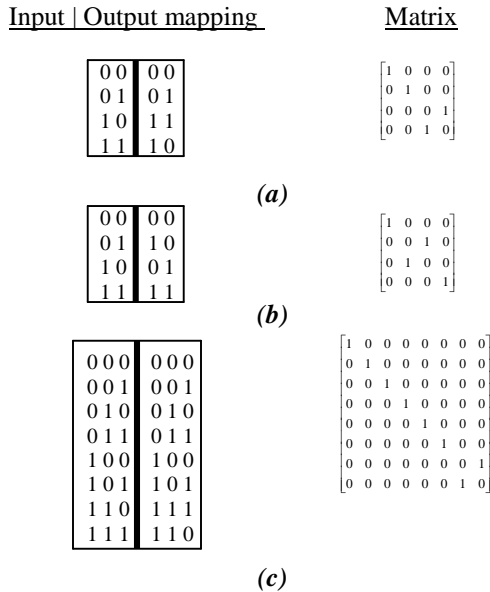 Input | Output mapping Matrix
0 0 0 0 1 0 0 0
0 1 0 1 0 1 0 0
1 0 1 1 0 0 0 1
1 1 1 0 0 0 1 0
(a)
0 0 0 0 1 0 0 0
0 1 1 0 0 0 1 0
1 0 0 1 0 1 0 0
1 1 1 1 0 0 0 1
(b)
0 0 0 0 0 0 1 0 0 0 0 0 0 0
0 0 1 0 0 1 0 1 0 0 0 0 0 0
0 1 0 0 1 0 0 0 1 0 0 0 0 0
0 1 1 0 1 1 0 0 0 1 0 0 0 0
1 0 0 1 0 0 0 0 0 0 1 0 0 0
1 0 1 1 0 1 0 0 0 0 0 1 0 0
1 1 0 1 1 1 0 0 0 0 0 0 0 1
1 1 1 1 1 0 0 0 0 0 0 0 1 0
(c)